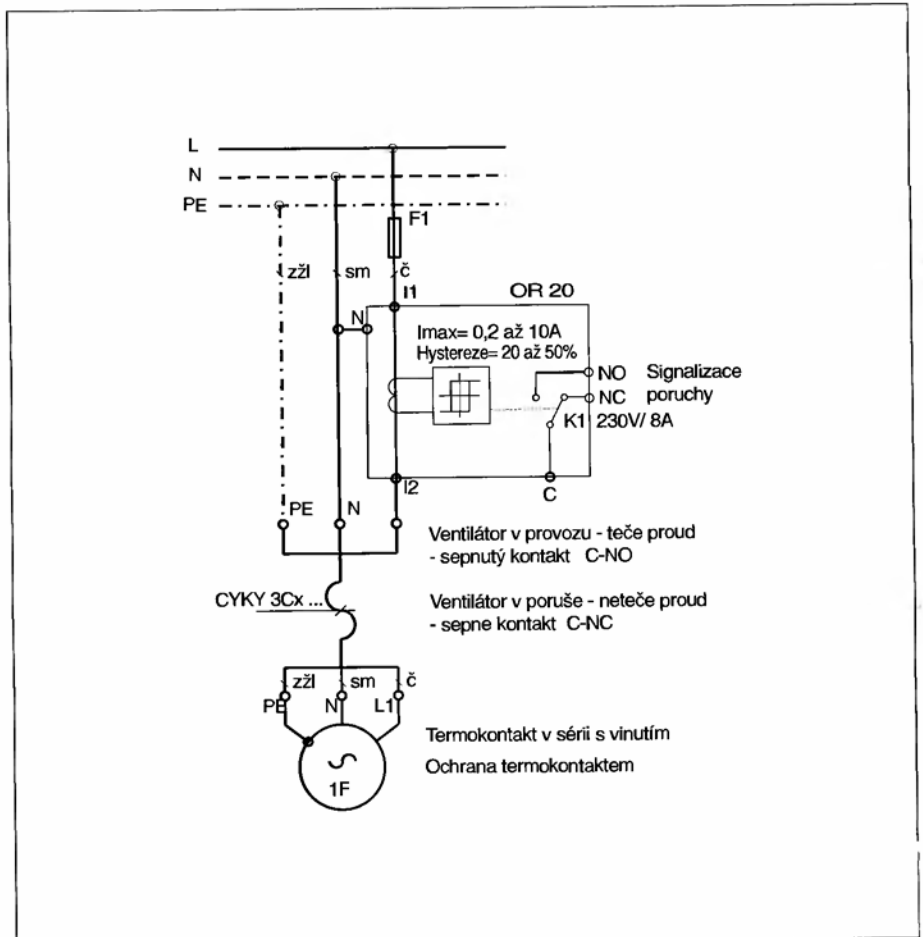 L
N
PE
F1
zžl
sm
č
I1
OR 20
N
Imax= 0,2 až 10A
Hystereze= 20 až 50%
NO Signalizace
NC poruchy
K1 230V/ 8A
I2
C
PE
N
Ventilátor v provozu - teče proud
- sepnutý kontakt C-NO
CYKY 3Cx ...
Ventilátor v poruše - neteče proud
- sepne kontakt C-NC
zžl
sm
č
PE
N
L1
Termokontakt v sérii s vinutím
Ochrana termokontaktem
1F